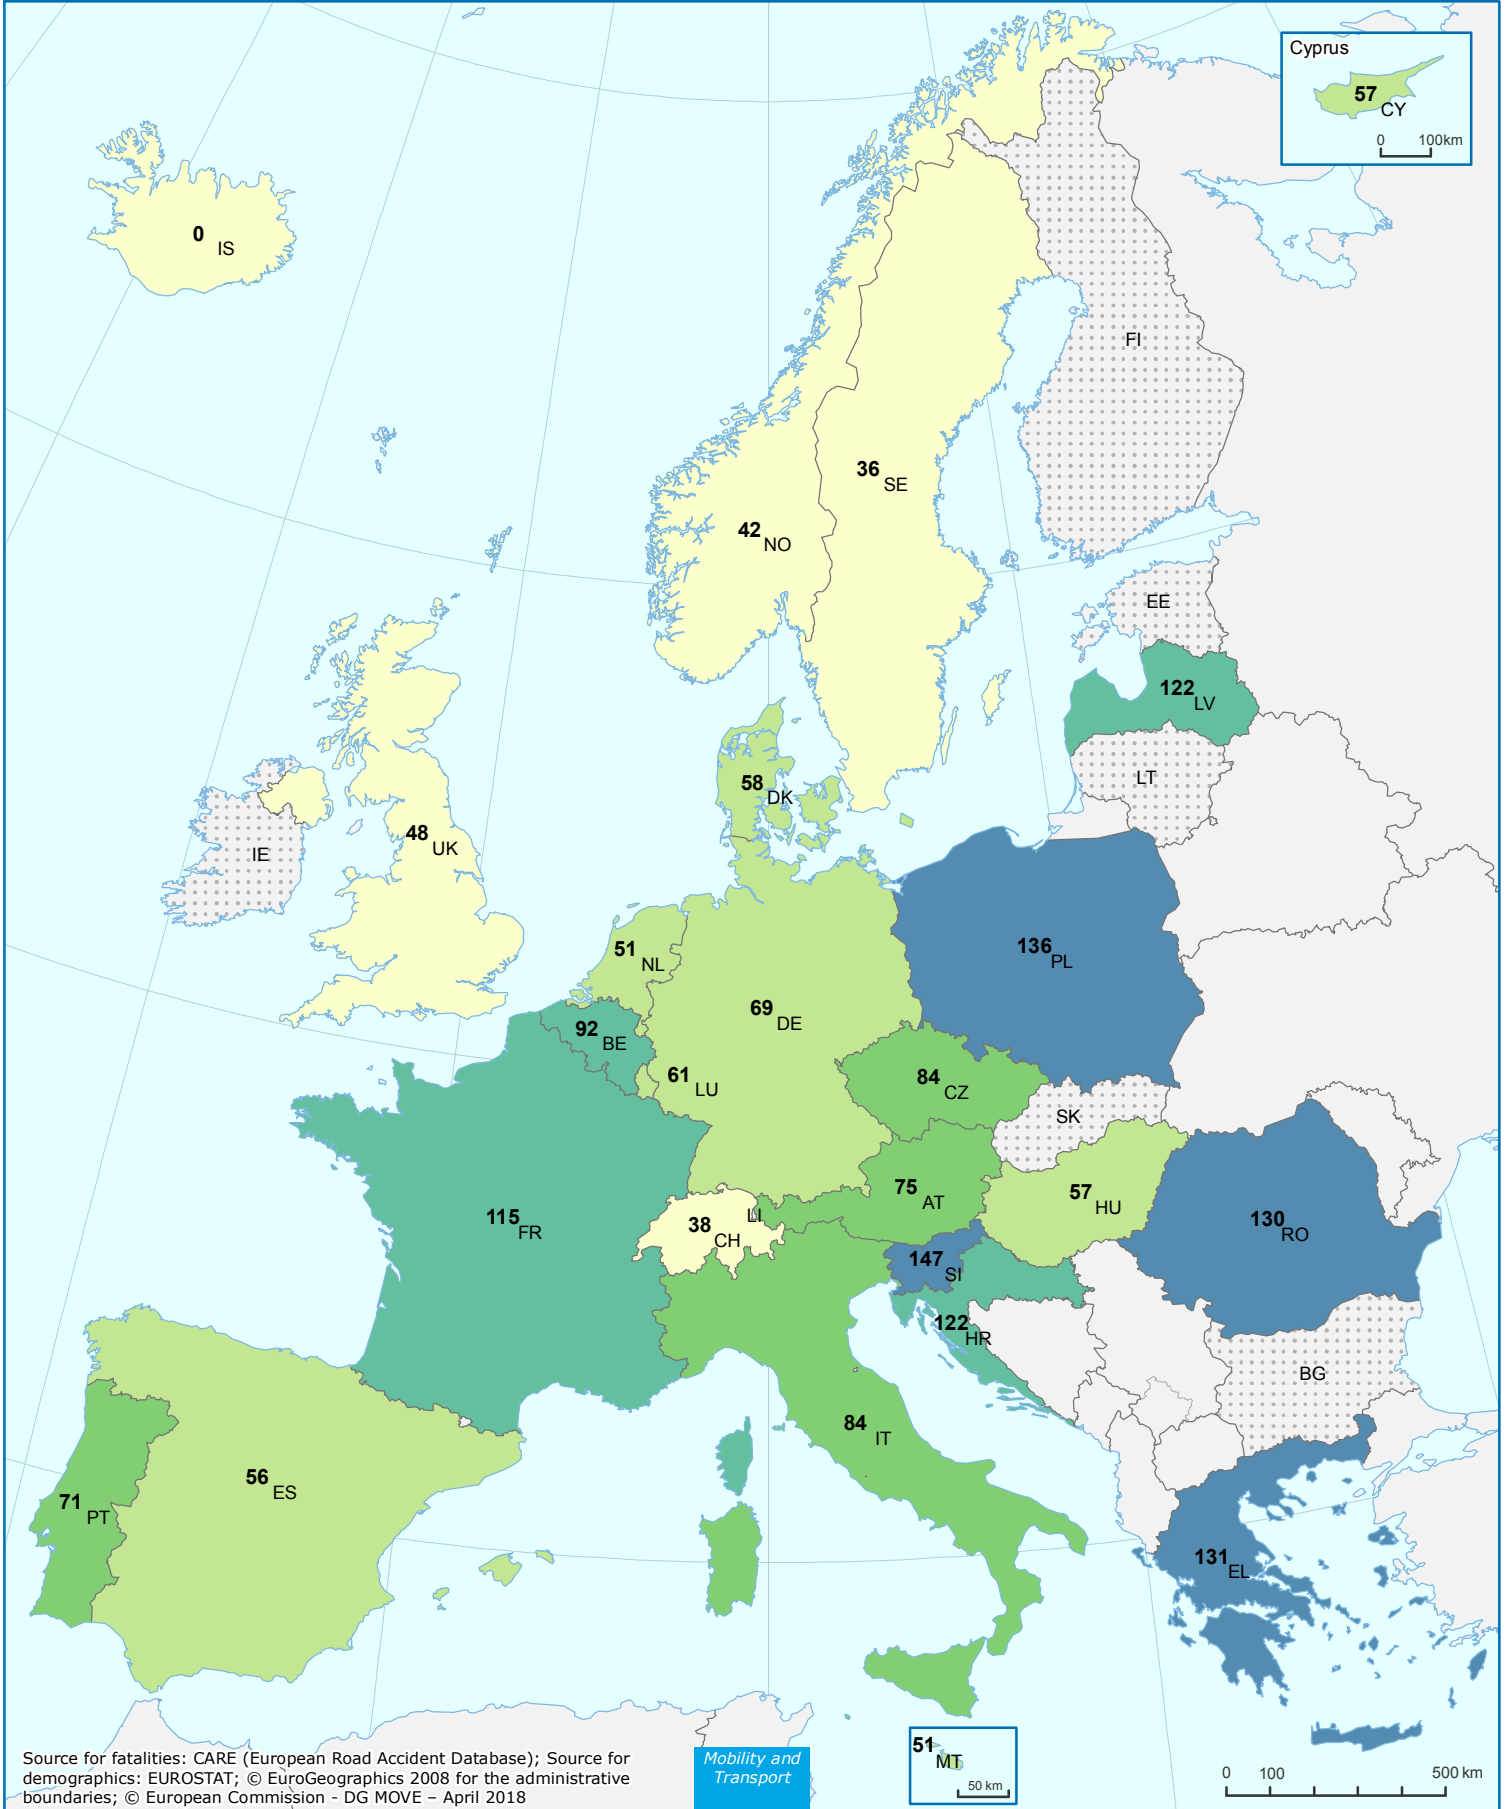 Cyprus
57 CY
0 100km
0 IS
FI
36 SE
42 NO
EE
122 LV
LT
58 DK
48 UK
IE
136 PL
51 NL
69 DE
92 BE
61 LU
84 CZ
SK
75 AT
57 HU
115 FR
38 CH
LI
130 RO
147 SI
122 HR
BG
84 IT
56 ES
71 PT
131 EL
51 MT
50 km
Source for fatalities: CARE (European Road Accident Database); Source for
demographics: EUROSTAT; © EuroGeographics 2008 for the administrative
boundaries; © European Commission - DG MOVE – April 2018
Mobility and
Transport
0 100 500 km